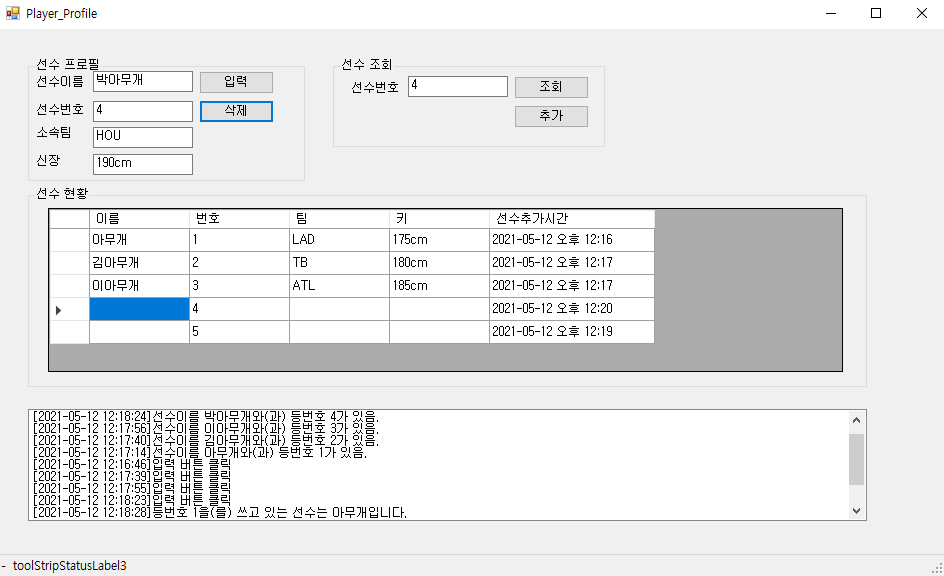 Player_Profile
선수 프로필
선수이름 박아무개 입력
선수번호 4 삭제
소속팀 HOU
신장 190cm
선수 조회
선수번호 4 조회
추가
선수 현황
이름 번호 팀 키 선수추가시간
아무개 1 LAD 175cm 2021-05-12 오후 12:16
김아무개 2 TB 180cm 2021-05-12 오후 12:17
이아무개 3 ATL 185cm 2021-05-12 오후 12:17
4 2021-05-12 오후 12:20
5 2021-05-12 오후 12:19
[2021-05-12 12:18:24]선수이름 박아무개와(과) 등번호 4가 있음.
[2021-05-12 12:17:56]선수이름 이아무개와(과) 등번호 3가 있음.
[2021-05-12 12:17:40]선수이름 김아무개와(과) 등번호 2가 있음.
[2021-05-12 12:17:14]선수이름 아무개와(과) 등번호 1가 있음.
[2021-05-12 12:16:46]입력 버튼 클릭
[2021-05-12 12:17:39]입력 버튼 클릭
[2021-05-12 12:17:55]입력 버튼 클릭
[2021-05-12 12:18:23]입력 버튼 클릭
[2021-05-12 12:18:28]등번호 1을(를) 쓰고 있는 선수는 아무개입니다.
- toolStripStatusLabel3